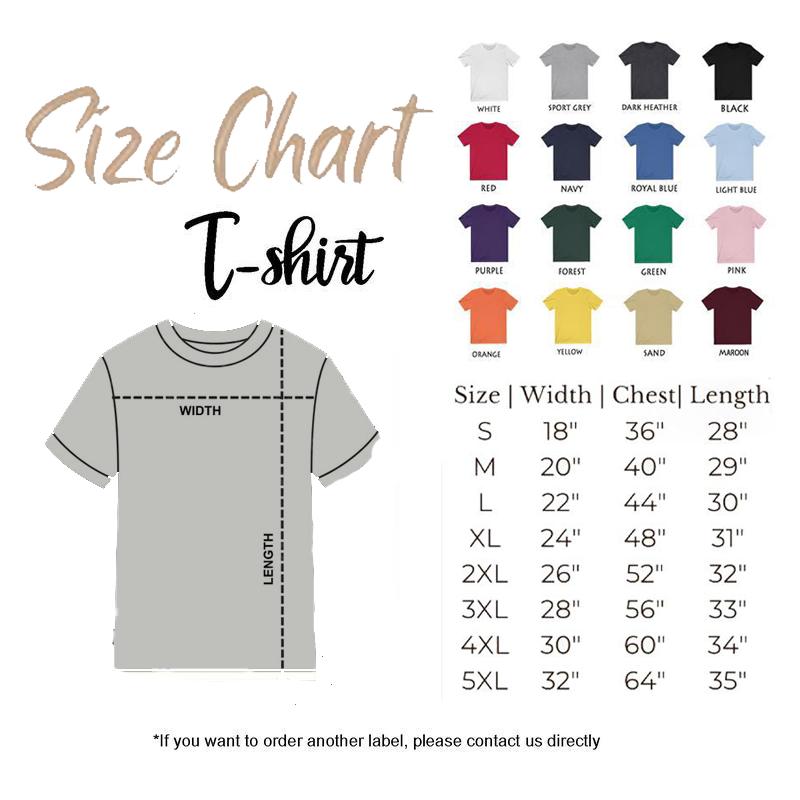 Size Chart
T-shirt
WHITE SPORT GREY DARK HEATHER BLACK
RED NAVY ROYAL BLUE LIGHT BLUE
PURPLE FOREST GREEN PINK
ORANGE YELLOW SAND MAROON
WIDTH
LENGTH
Size | Width | Chest| Length
S 18" 36" 28"
M 20" 40" 29"
L 22" 44" 30"
XL 24" 48" 31"
2XL 26" 52" 32"
3XL 28" 56" 33"
4XL 30" 60" 34"
5XL 32" 64" 35"
*If you want to order another label, please contact us directly